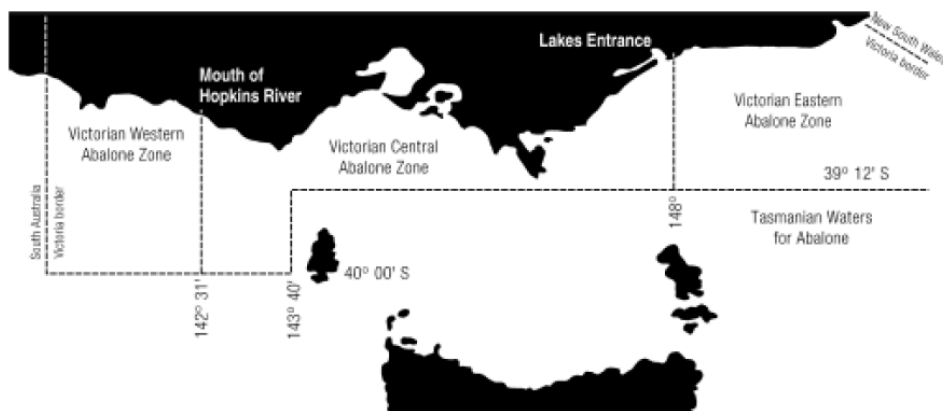 New South Wales
Victoria border
Lakes Entrance
Mouth of
Hopkins River
Victorian Eastern
Abalone Zone
Victorian Western
Abalone Zone
Victorian Central
Abalone Zone
39° 12' S
South Australia
Victoria border
148°
Tasmanian Waters
for Abalone
40° 00' S
142° 31'
143° 40'